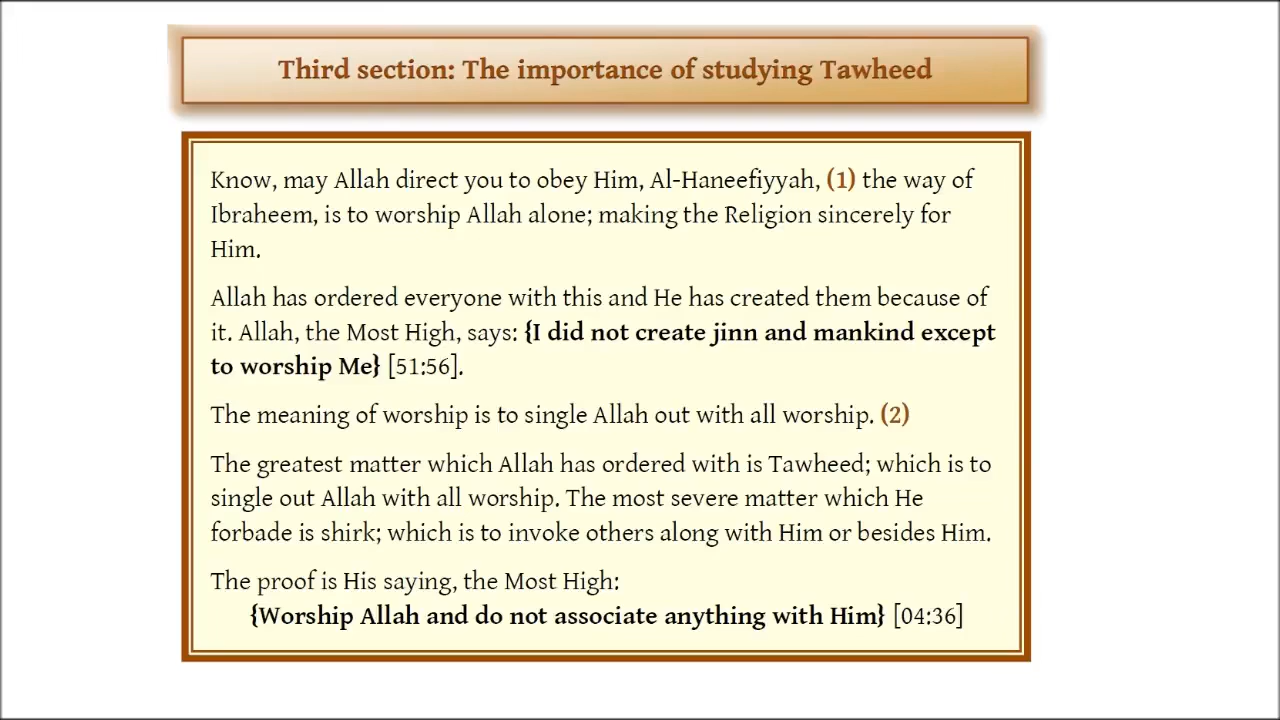 Third section: The importance of studying Tawheed
Know, may Allah direct you to obey Him, Al-Haneefiyyah, (1) the way of
Ibraheem, is to worship Allah alone; making the Religion sincerely for
Him.
Allah has ordered everyone with this and He has created them because of
it. Allah, the Most High, says: {I did not create jinn and mankind except
to worship Me} [51:56].
The meaning of worship is to single Allah out with all worship. (2)
The greatest matter which Allah has ordered with is Tawheed; which is to
single out Allah with all worship. The most severe matter which He
forbade is shirk; which is to invoke others along with Him or besides Him.
The proof is His saying, the Most High:
{Worship Allah and do not associate anything with Him} [04:36]